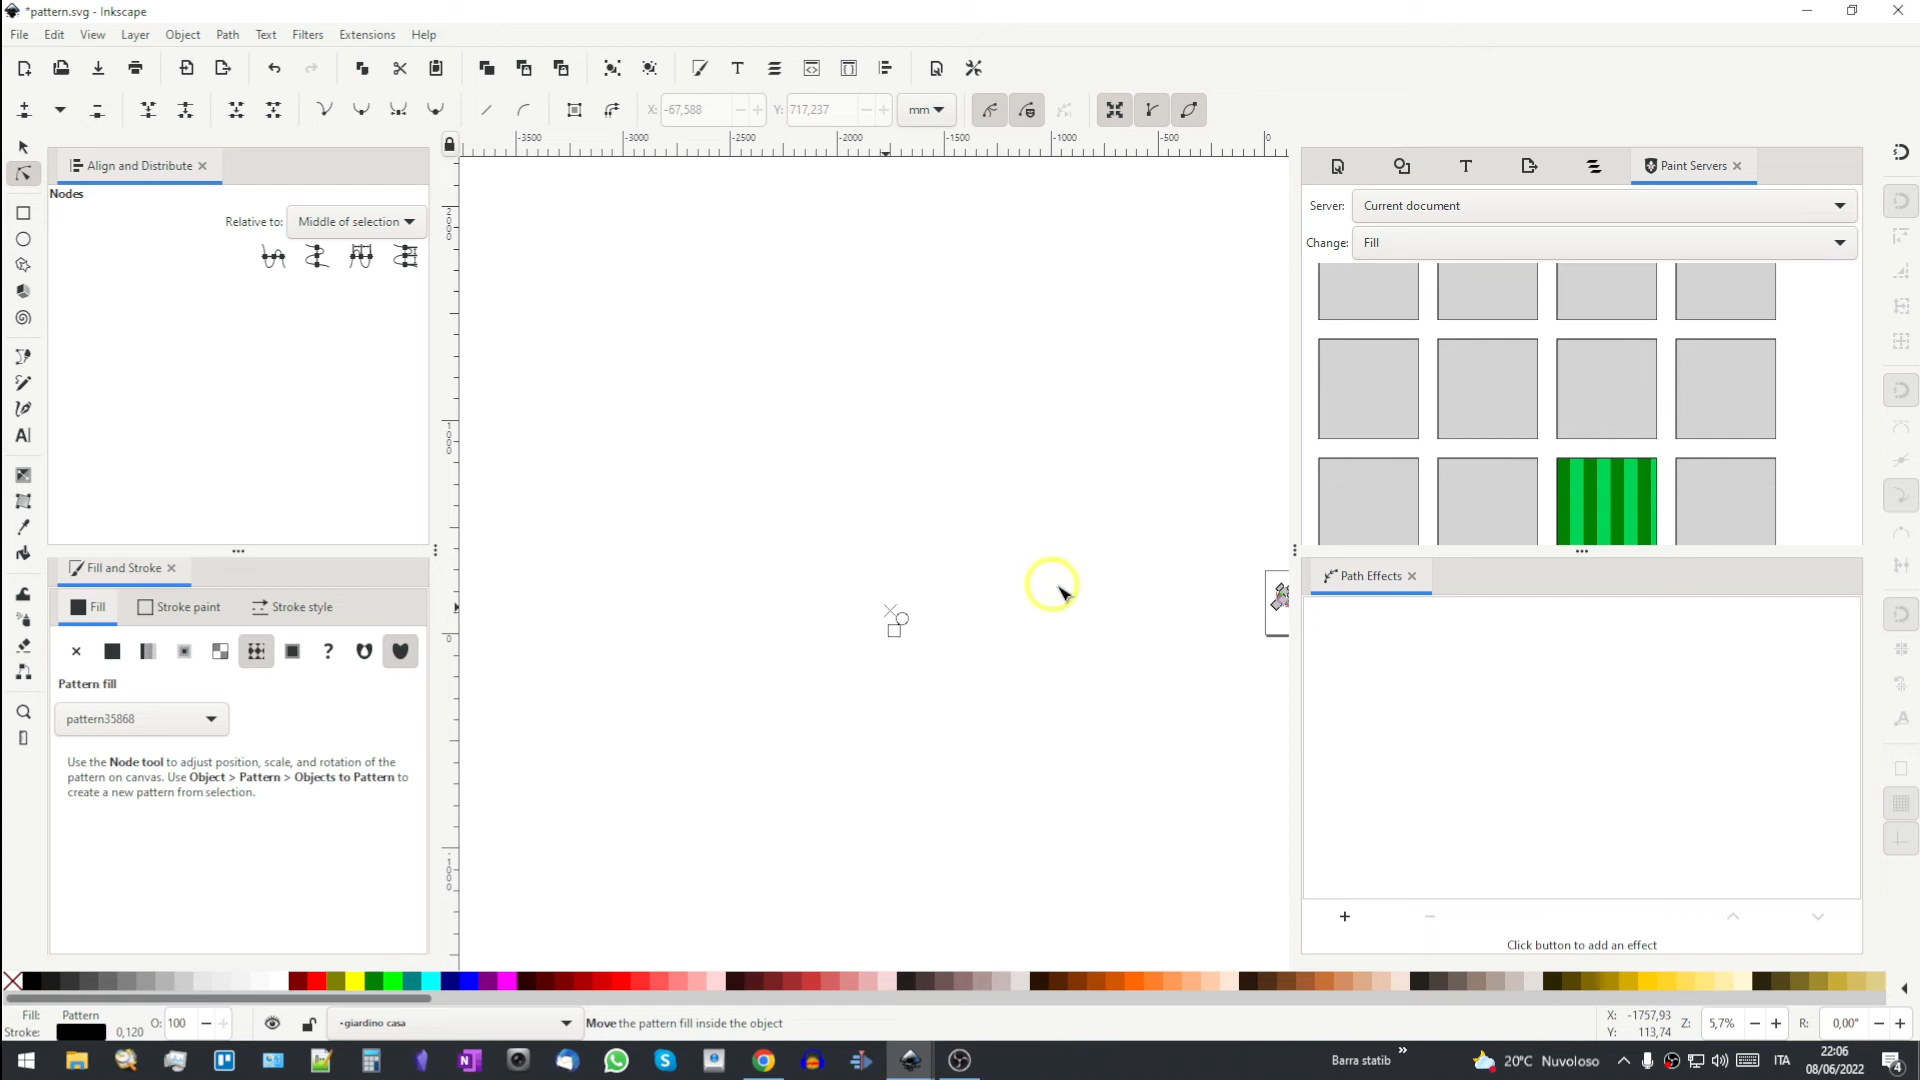 *pattern.svg - Inkscape
File Edit View Layer Object Path Text Filters Extensions Help
X: -67,588 Y: 717,237 mm
-3500 -3000 -2500 -2000 -1500 -1000 -500 0
Align and Distribute
Nodes
Relative to: Middle of selection
Paint Servers
Server: Current document
Change: Fill
Fill and Stroke
Fill Stroke paint Stroke style
?
Pattern fill
pattern35868
Use the Node tool to adjust position, scale, and rotation of the
pattern on canvas. Use Object > Pattern > Objects to Pattern to
create a new pattern from selection.
Path Effects
Click button to add an effect
Fill: Pattern
Stroke: 0,120 O: 100
-giardino casa
Move the pattern fill inside the object
X: -1757,93
Y: 113,74
Z: 5,7% R: 0,00°
Barra statib
20°C Nuvoloso
ITA
22:06
08/06/2022
4